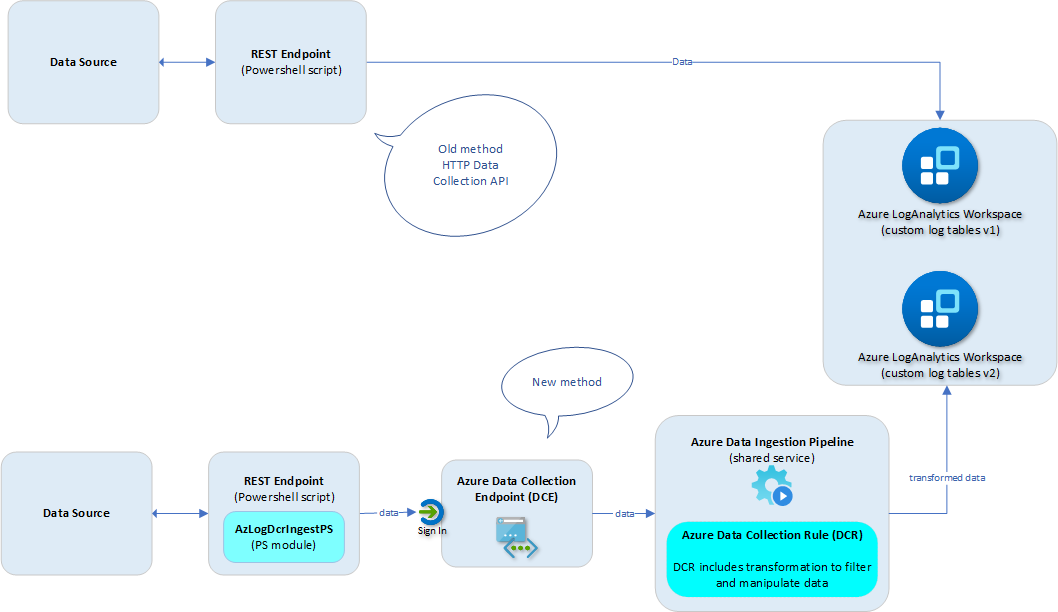 Data Source
REST Endpoint
(Powershell script)
Data
Old method
HTTP Data
Collection API
Azure LogAnalytics Workspace
(custom log tables v1)
Azure LogAnalytics Workspace
(custom log tables v2)
New method
Data Source
REST Endpoint
(Powershell script)
AzLogDcrIngestPS
(PS module)
data
Sign In
Azure Data Collection
Endpoint (DCE)
data
Azure Data Ingestion Pipeline
(shared service)
Azure Data Collection Rule (DCR)
DCR includes transformation to filter
and manipulate data
transformed data